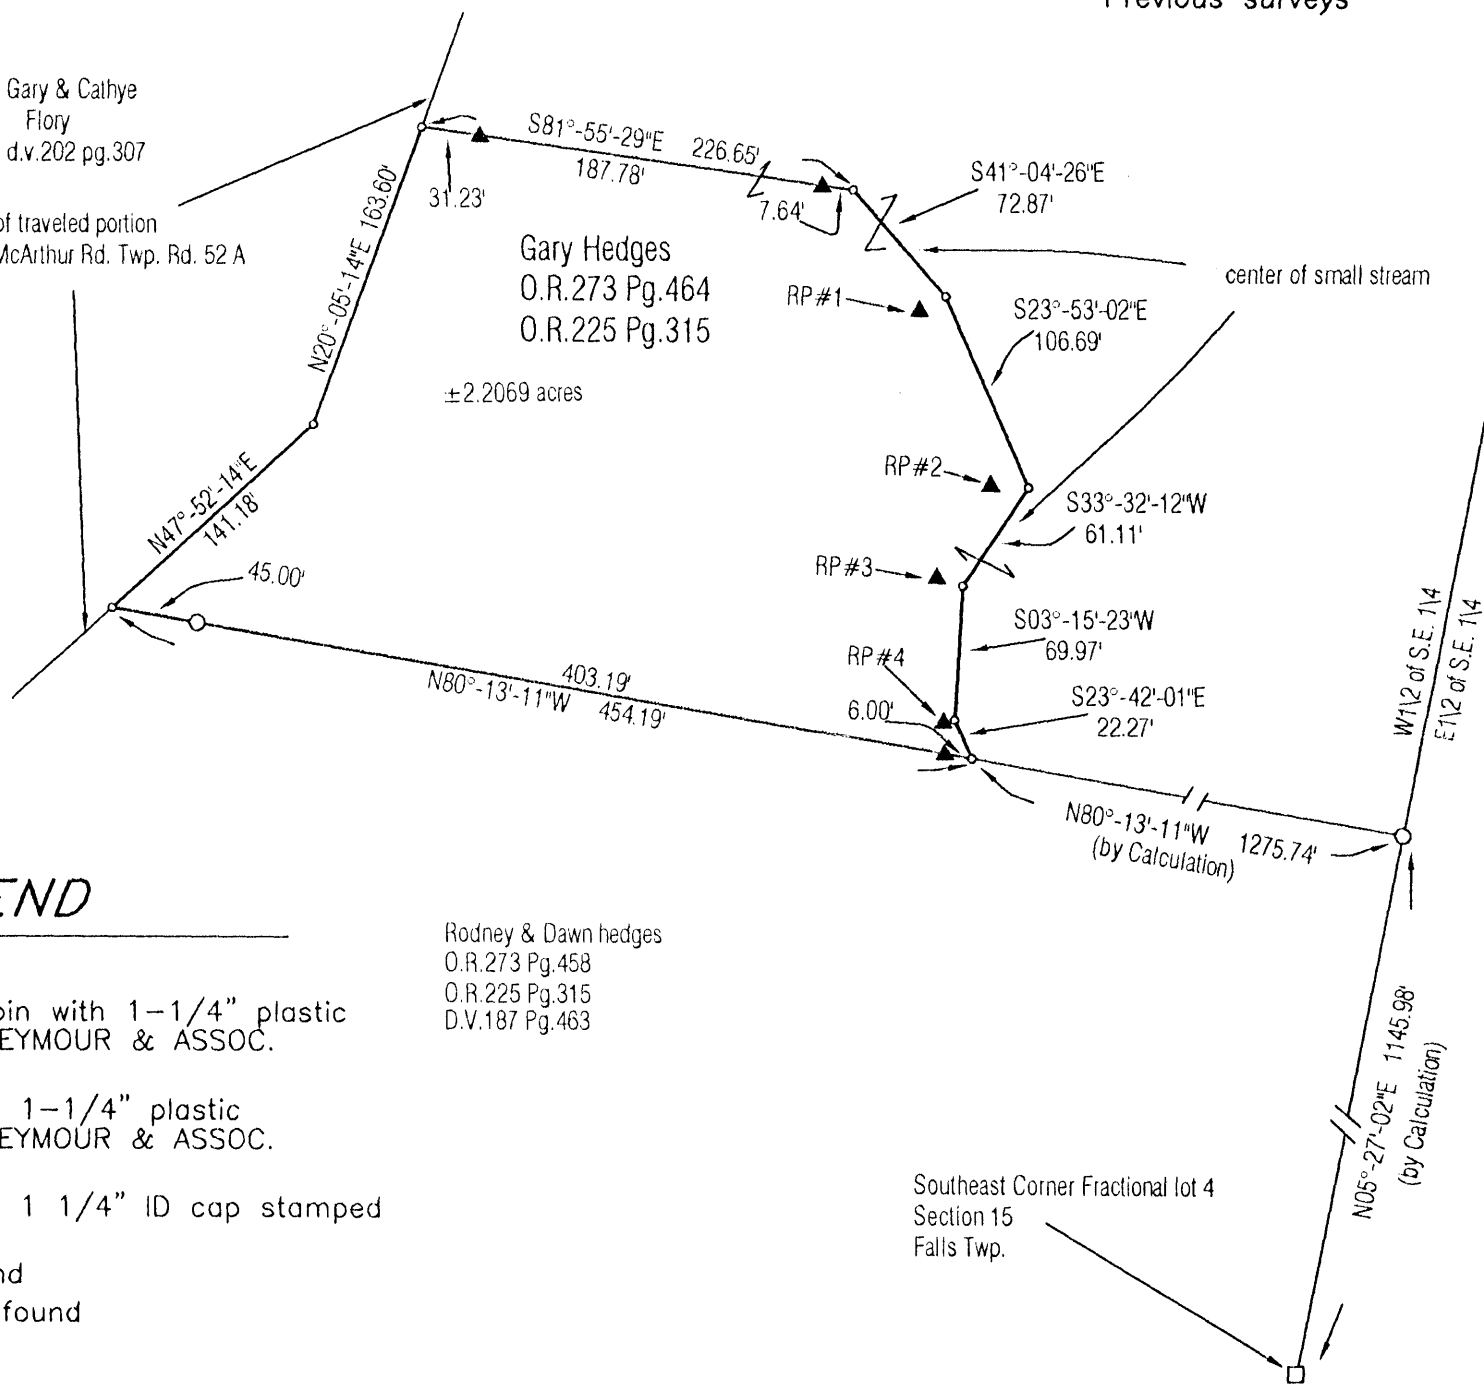 Previous surveys
Gary & Cathye
Flory
d.v.202 pg.307
of traveled portion
McArthur Rd. Twp. Rd. 52 A
S81°-55'-29"E 226.65'
187.78'
31.23'
7.64'
N20°-05'-14"E 163.60'
S41°-04'-26"E
72.87'
Gary Hedges
O.R.273 Pg.464
O.R.225 Pg.315
±2.2069 acres
center of small stream
RP#1
S23°-53'-02"E
106.69'
RP#2
S33°-32'-12"W
61.11'
N47°-52'-14"E
141.18'
45.00'
RP#3
S03°-15'-23"W
69.97'
RP#4
6.00'
S23°-42'-01"E
22.27'
403.19'
N80°-13'-11"W 454.19'
W1\2 of S.E. 1\4
E1\2 of S.E. 1\4
N80°-13'-11"W 1275.74'
(by Calculation)
END
Rodney & Dawn hedges
O.R.273 Pg.458
O.R.225 Pg.315
D.V.187 Pg.463
pin with 1-1/4" plastic
EYMOUR & ASSOC.
1-1/4" plastic
EYMOUR & ASSOC.
1 1/4" ID cap stamped
nd
found
N05°-27'-02"E 1145.98'
(by Calculation)
Southeast Corner Fractional lot 4
Section 15
Falls Twp.